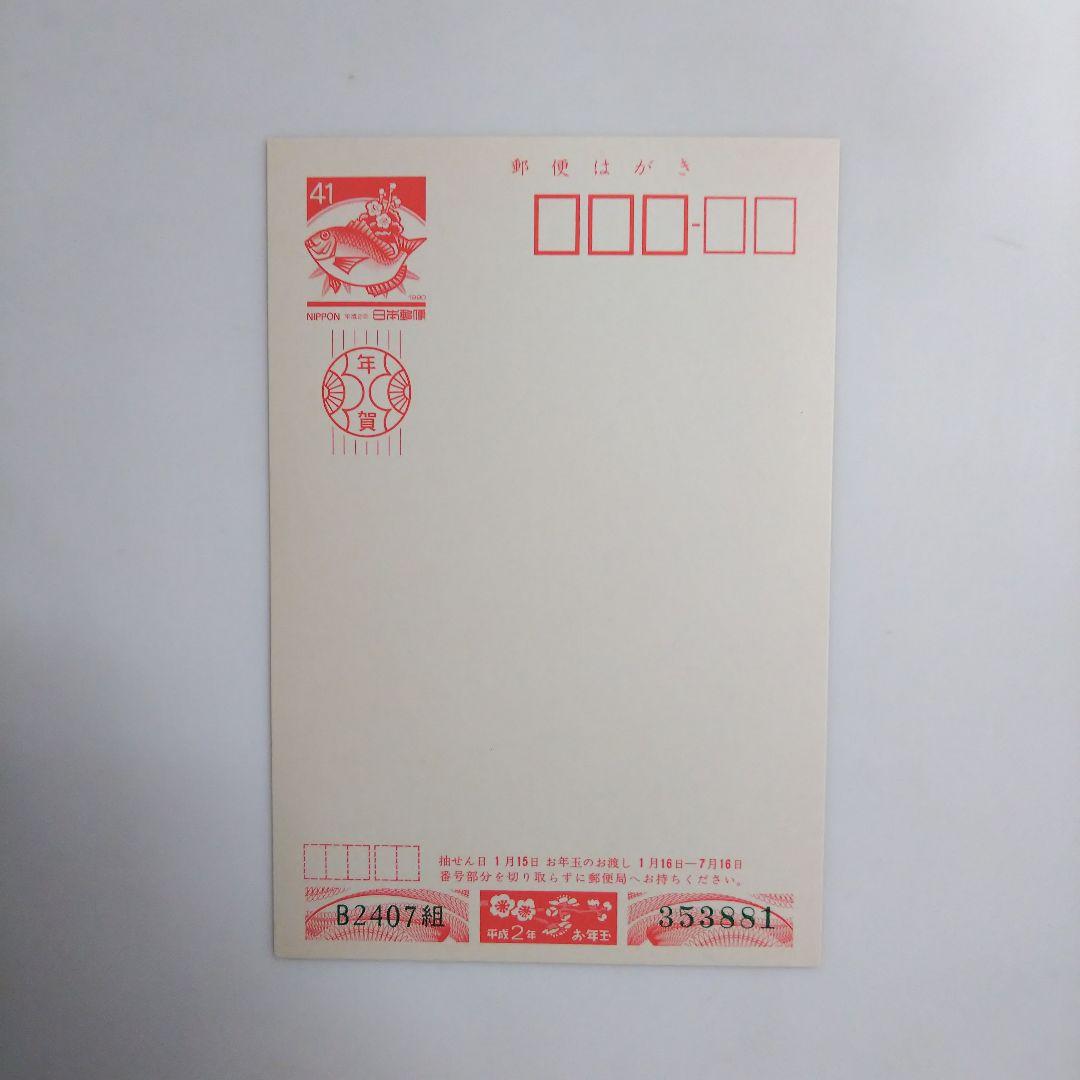 郵便はがき
41
1990
NIPPON 平成2年 日本郵便
年
賀
抽せん日 1月15日 お年玉のお渡し 1月16日―7月16日
番号部分を切り取らずに郵便局へお持ちください。
B2407組 平成2年 お年玉 353881